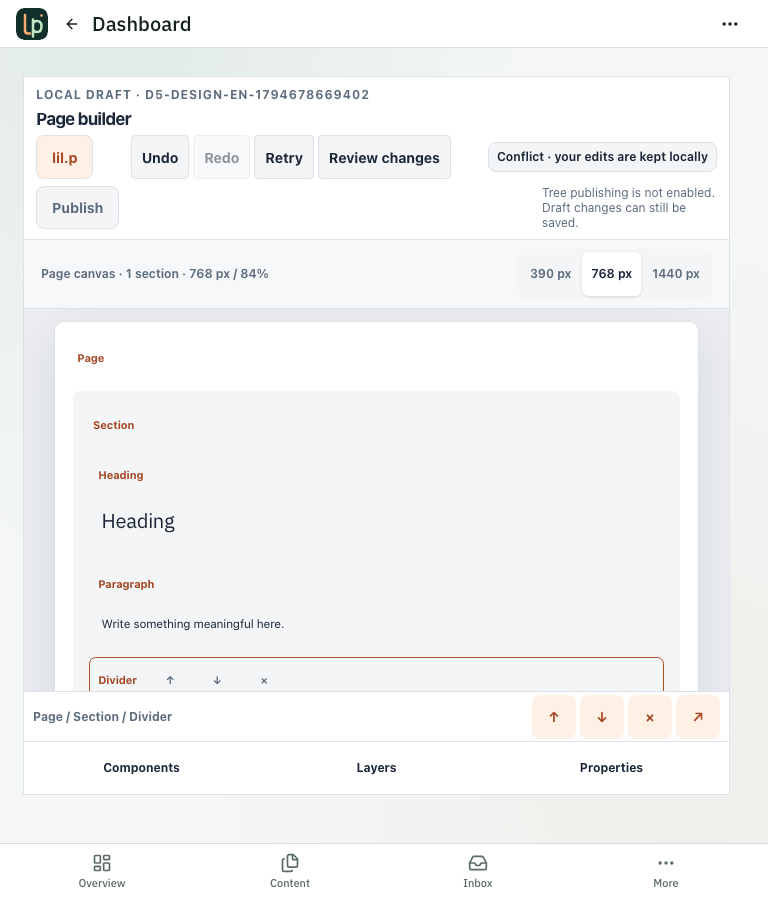 lp
← Dashboard
LOCAL DRAFT · D5-DESIGN-EN-1794678669402
Page builder
lil.p
Undo
Redo
Retry
Review changes
Conflict · your edits are kept locally
Publish
Tree publishing is not enabled.
Draft changes can still be
saved.
Page canvas · 1 section · 768 px / 84%
390 px
768 px
1440 px
Page
Section
Heading
Heading
Paragraph
Write something meaningful here.
Divider ↑ ↓ ×
Page / Section / Divider
↑ ↓ × ↗
Components
Layers
Properties
Overview
Content
Inbox
More